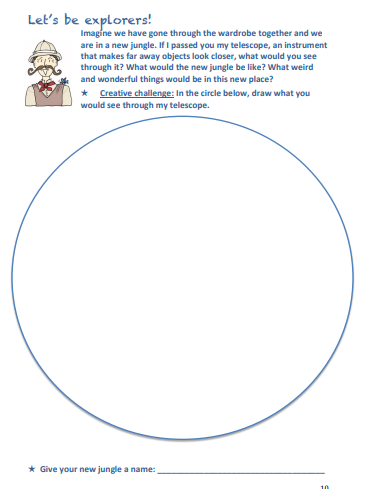 Let's be explorers!
Imagine we have gone through the wardrobe together and we
are in a new jungle. If I passed you my telescope, an instrument
that makes far away objects look closer, what would you see
through it? What would the new jungle be like? What weird
and wonderful things would be in this new place?
★ Creative challenge: In the circle below, draw what you
would see through my telescope.
★ Give your new jungle a name: ___________________________________
10